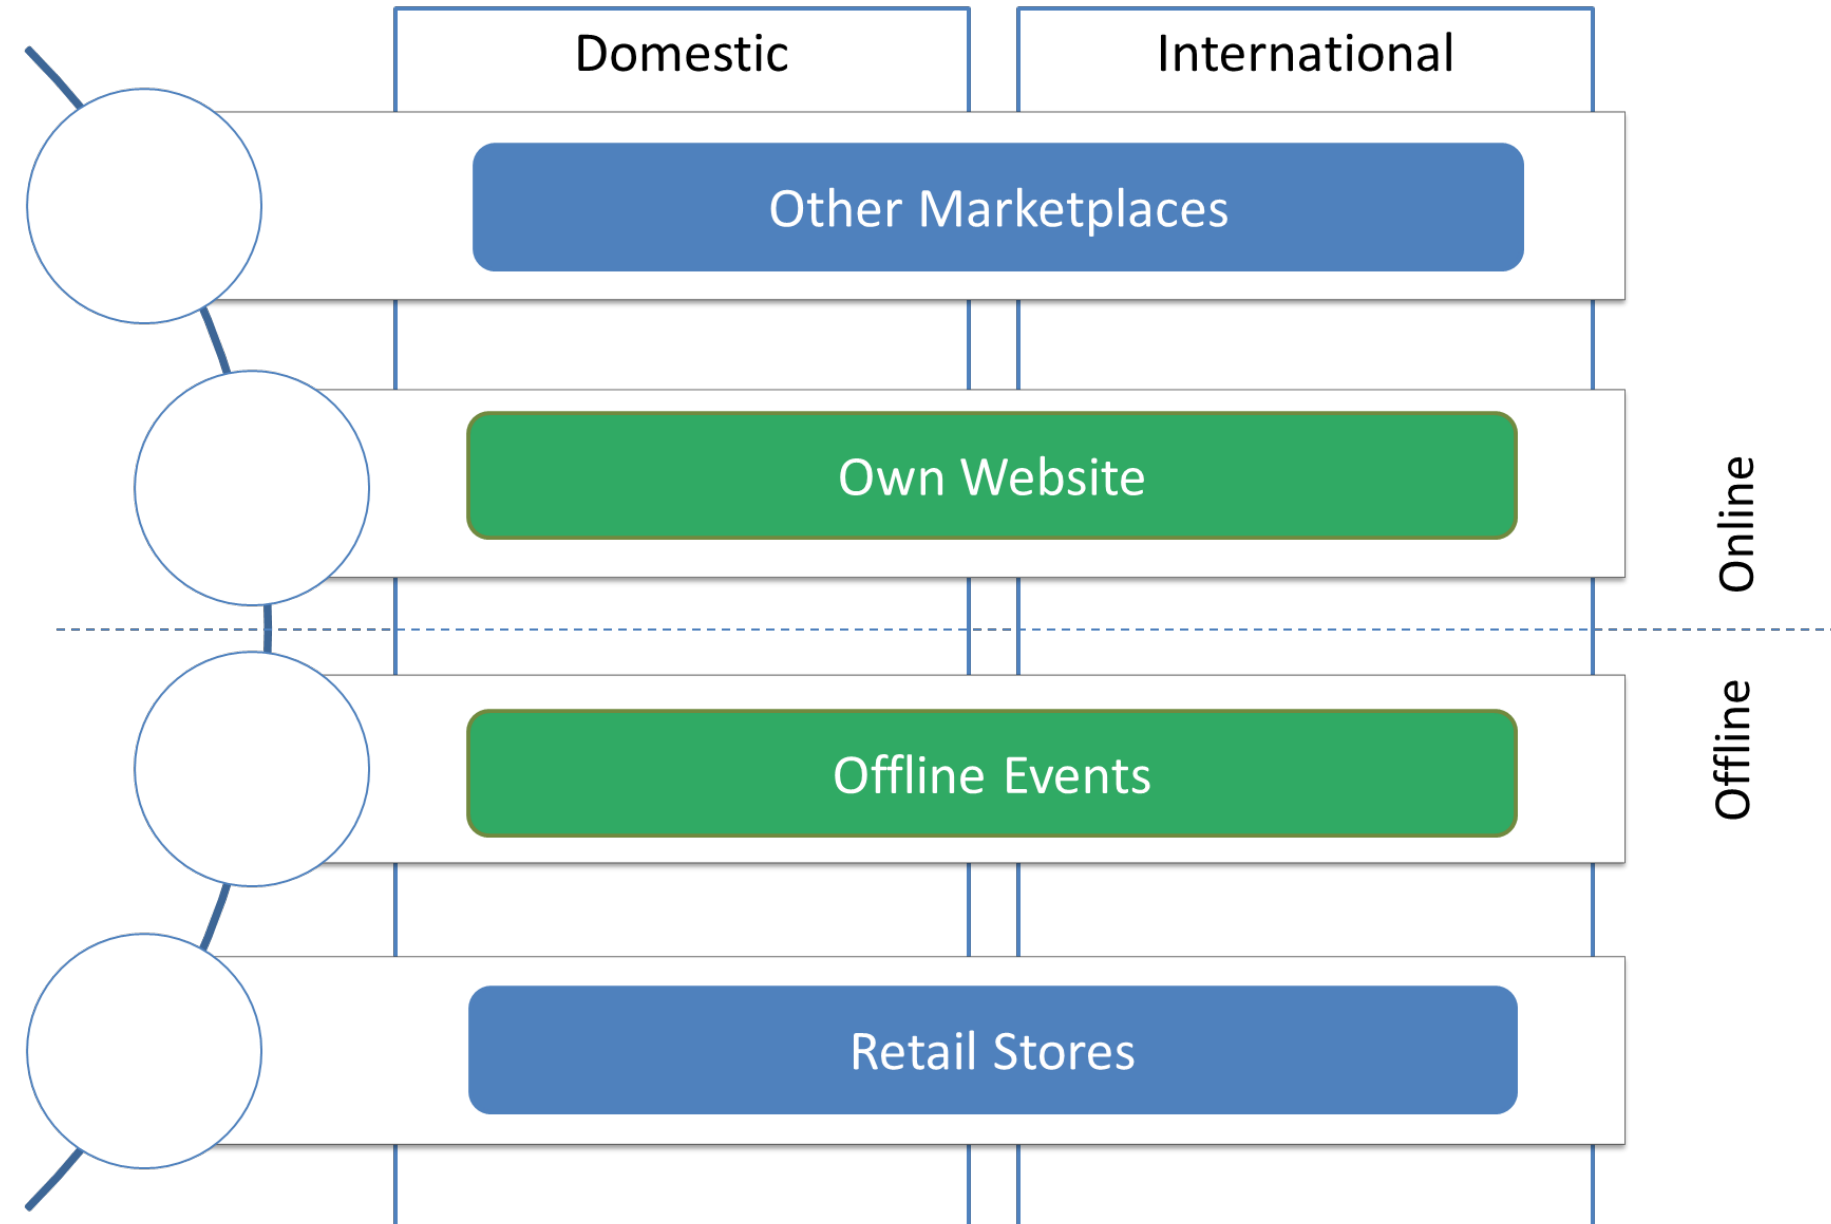 Domestic
International
Other Marketplaces
Own Website
Online
Offline Events
Offline
Retail Stores